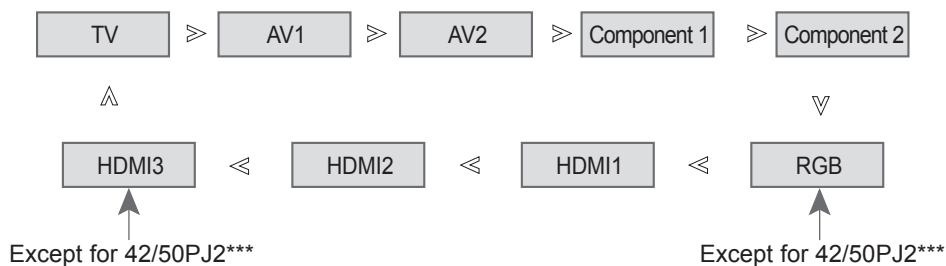 TV AV1 AV2 Component 1 Component 2
HDMI3 HDMI2 HDMI1 RGB
Except for 42/50PJ2*** Except for 42/50PJ2***